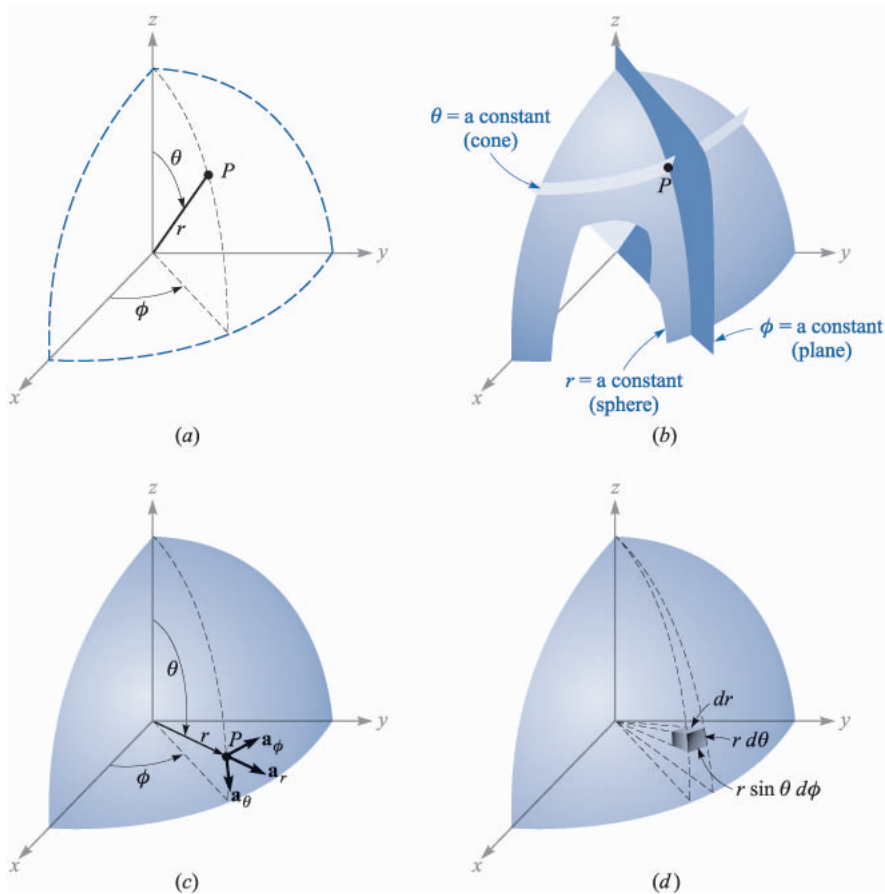 z
θ
P
r
y
ϕ
x
(a)
z
θ = a constant
(cone)
P
y
ϕ = a constant
(plane)
r = a constant
(sphere)
x
(b)
z
θ
y
r
P
a_ϕ
a_r
ϕ
a_θ
x
(c)
z
dr
y
r dθ
r sin θ dϕ
x
(d)